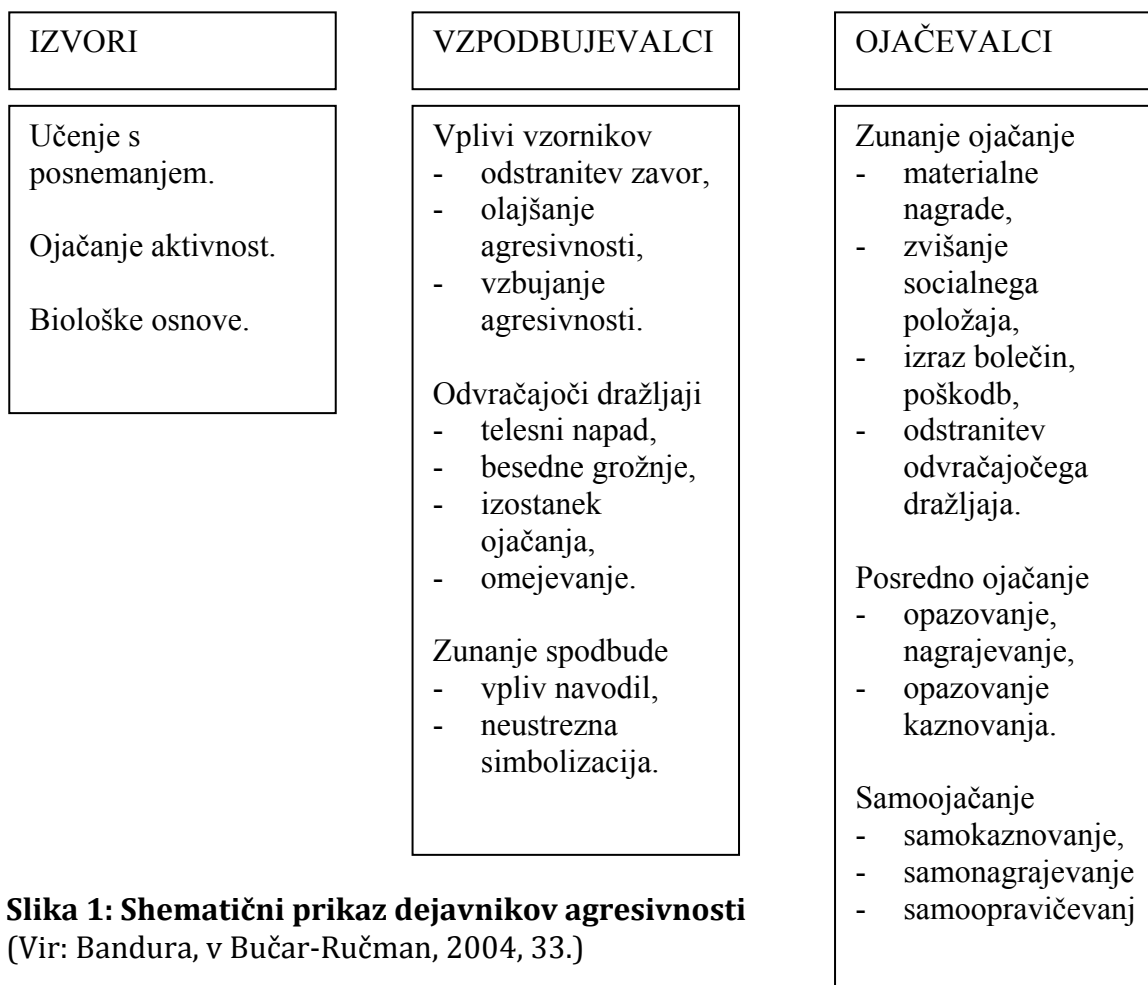 IZVORI
Učenje s
posnemanjem.
Ojačanje aktivnost.
Biološke osnove.
VZPODBUJEVALCI
Vplivi vzornikov
- odstranitev zavor,
- olajšanje
agresivnosti,
- vzbujanje
agresivnosti.
Odvračajoči dražljaji
- telesni napad,
- besedne grožnje,
- izostanek
ojačanja,
- omejevanje.
Zunanje spodbude
- vpliv navodil,
- neustrezna
simbolizacija.
OJAČEVALCI
Zunanje ojačanje
- materialne
nagrade,
- zvišanje
socialnega
položaja,
- izraz bolečin,
poškodb,
- odstranitev
odvračajočega
dražljaja.
Posredno ojačanje
- opazovanje,
nagrajevanje,
- opazovanje
kaznovanja.
Samoojačanje
- samokaznovanje,
- samonagrajevanje
- samoopravičevanj
Slika 1: Shematični prikaz dejavnikov agresivnosti
(Vir: Bandura, v Bučar-Ručman, 2004, 33.)